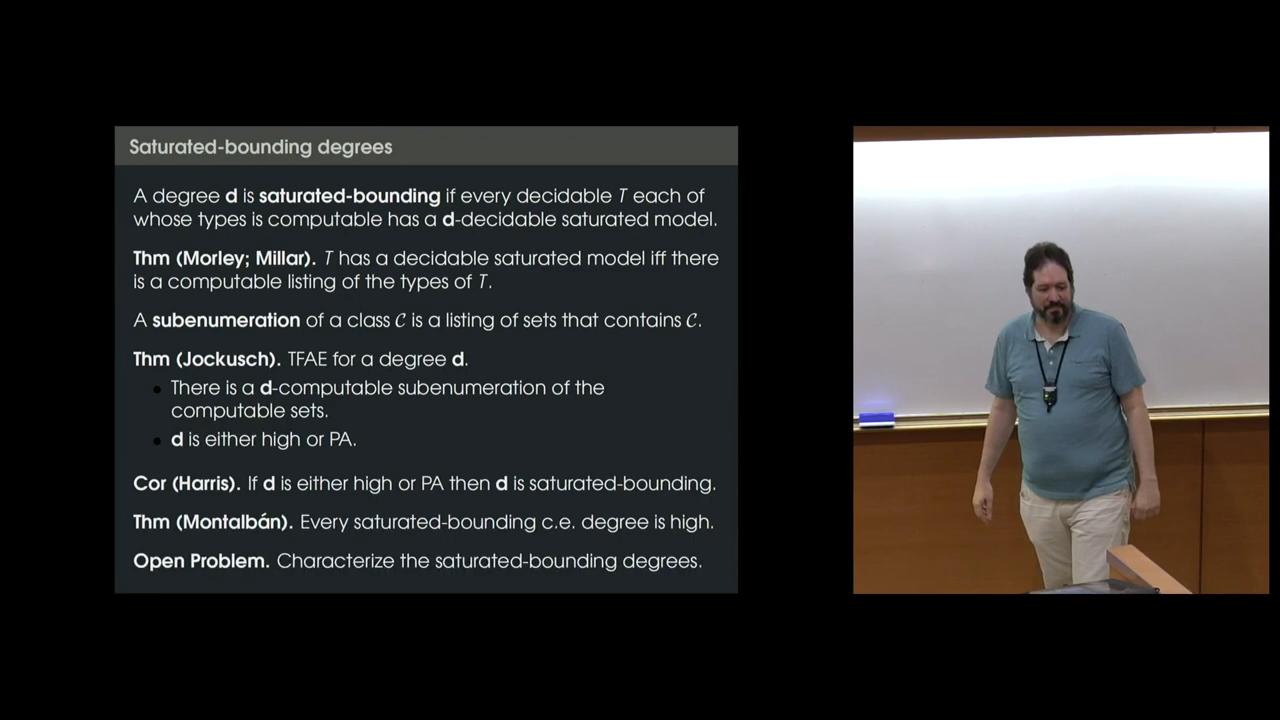 Saturated-bounding degrees
A degree d is saturated-bounding if every decidable T each of
whose types is computable has a d-decidable saturated model.
Thm (Morley; Millar). T has a decidable saturated model iff there
is a computable listing of the types of T.
A subenumeration of a class C is a listing of sets that contains C.
Thm (Jockusch). TFAE for a degree d.
• There is a d-computable subenumeration of the
computable sets.
• d is either high or PA.
Cor (Harris). If d is either high or PA then d is saturated-bounding.
Thm (Montalbán). Every saturated-bounding c.e. degree is high.
Open Problem. Characterize the saturated-bounding degrees.